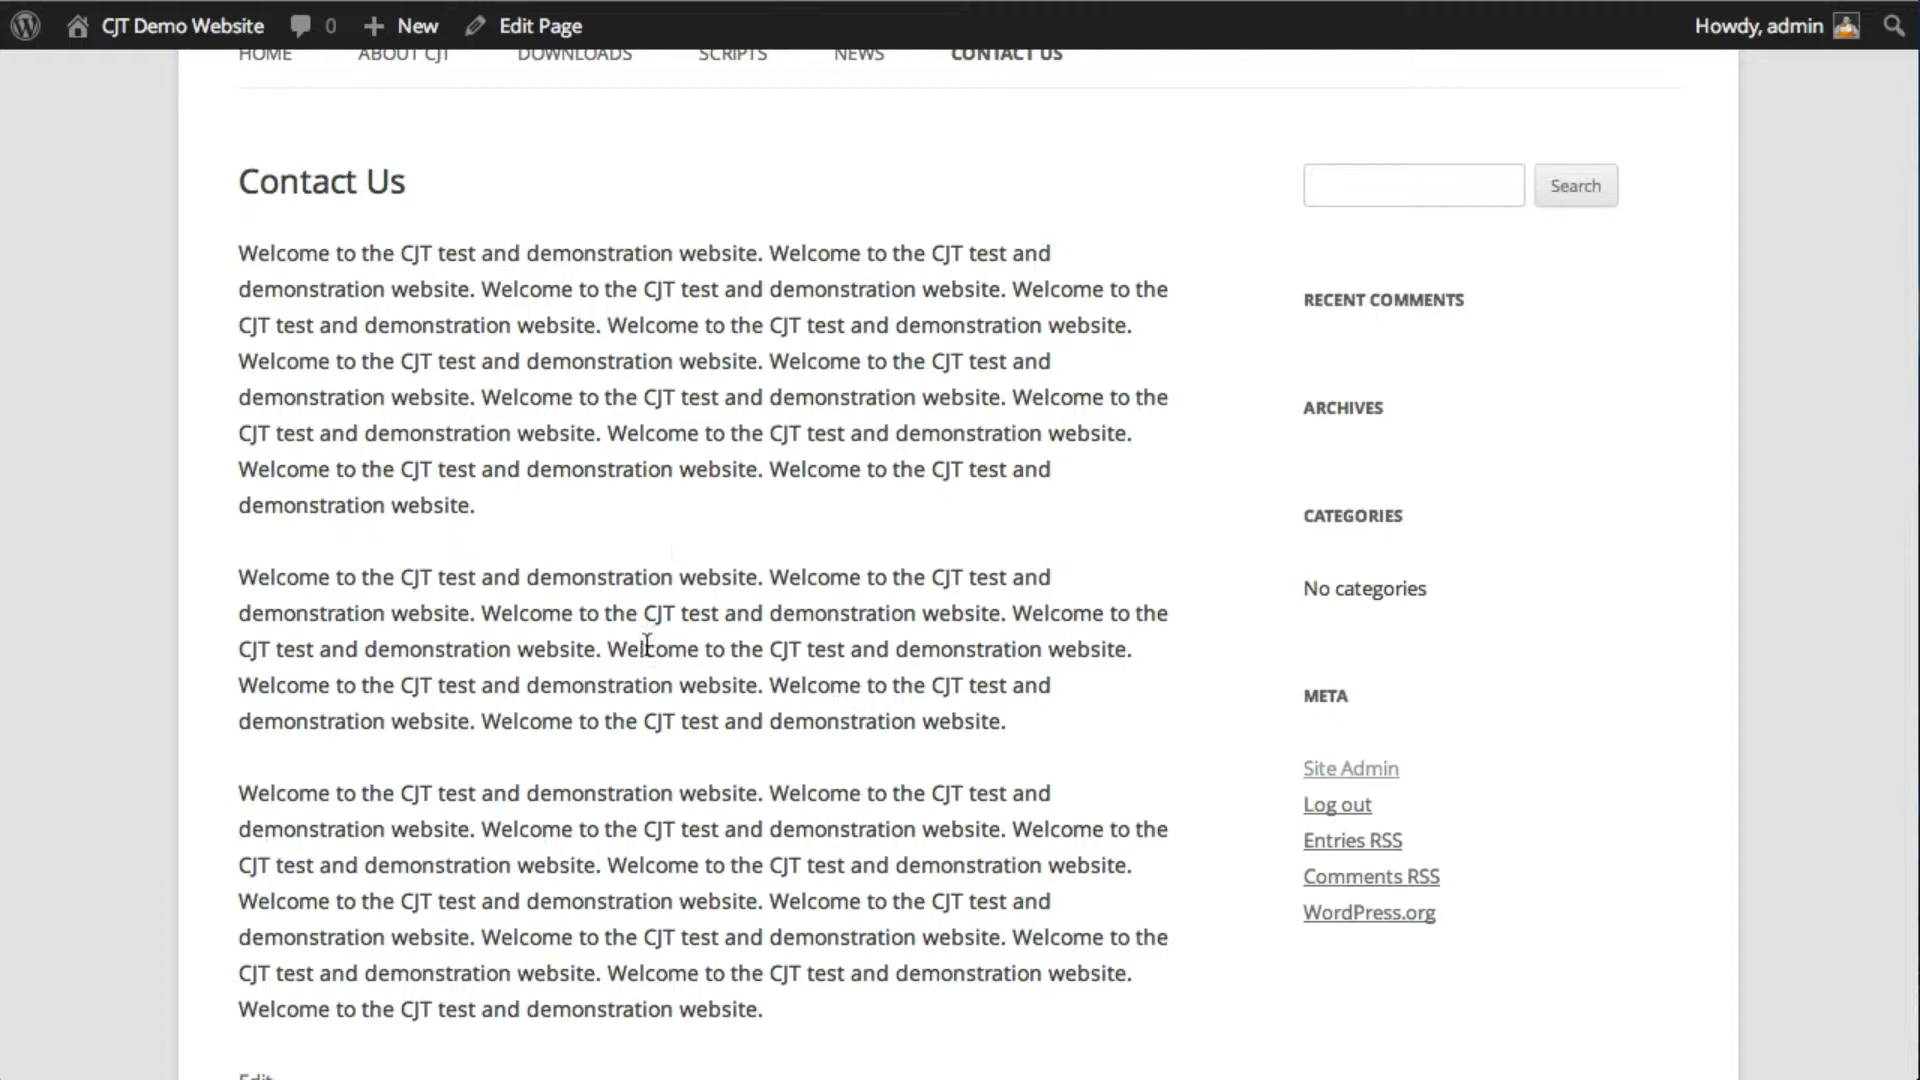 CJT Demo Website 0 New Edit Page Howdy, admin
HOME ABOUT CJT DOWNLOADS SCRIPTS NEWS CONTACT US
Contact Us
Welcome to the CJT test and demonstration website. Welcome to the CJT test and
demonstration website. Welcome to the CJT test and demonstration website. Welcome to the
CJT test and demonstration website. Welcome to the CJT test and demonstration website.
Welcome to the CJT test and demonstration website. Welcome to the CJT test and
demonstration website. Welcome to the CJT test and demonstration website. Welcome to the
CJT test and demonstration website. Welcome to the CJT test and demonstration website.
Welcome to the CJT test and demonstration website. Welcome to the CJT test and
demonstration website.
Welcome to the CJT test and demonstration website. Welcome to the CJT test and
demonstration website. Welcome to the CJT test and demonstration website. Welcome to the
CJT test and demonstration website. Welcome to the CJT test and demonstration website.
Welcome to the CJT test and demonstration website. Welcome to the CJT test and
demonstration website. Welcome to the CJT test and demonstration website.
Welcome to the CJT test and demonstration website. Welcome to the CJT test and
demonstration website. Welcome to the CJT test and demonstration website. Welcome to the
CJT test and demonstration website. Welcome to the CJT test and demonstration website.
Welcome to the CJT test and demonstration website. Welcome to the CJT test and
demonstration website. Welcome to the CJT test and demonstration website. Welcome to the
CJT test and demonstration website. Welcome to the CJT test and demonstration website.
Welcome to the CJT test and demonstration website.
Edit
Search
RECENT COMMENTS
ARCHIVES
CATEGORIES
No categories
META
Site Admin
Log out
Entries RSS
Comments RSS
WordPress.org